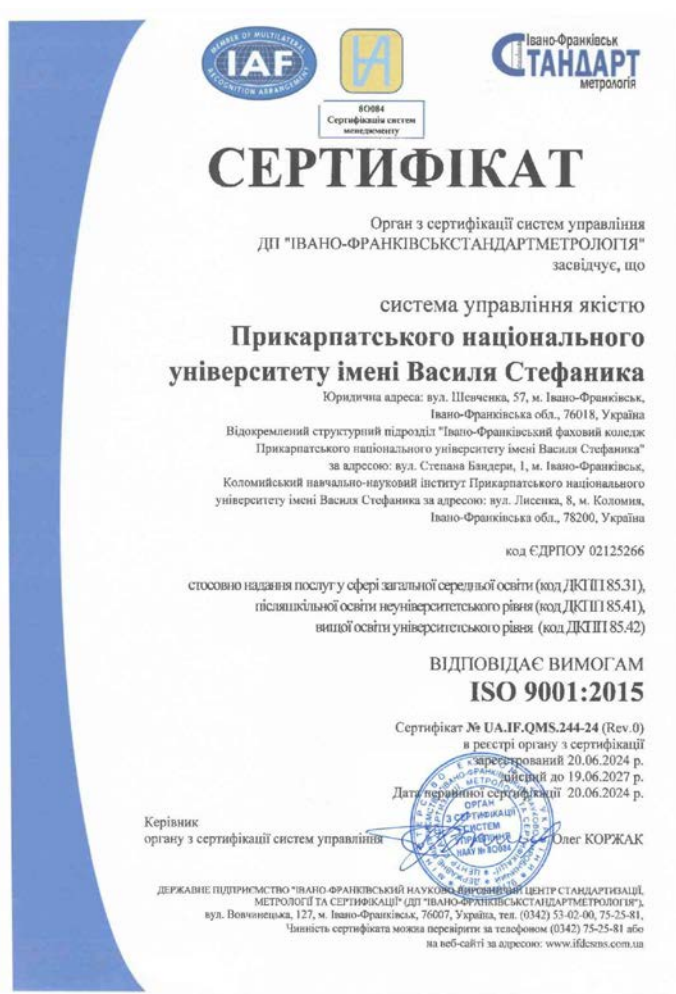 MEMBER OF MULTILATERAL
IAF
RECOGNITION ARRANGEMENT
8О084
Сертифікація систем
менеджменту
Івано-Франківськ
СТАНДАРТ
метрологія
СЕРТИФІКАТ
Орган з сертифікації систем управління
ДП "ІВАНО-ФРАНКІВСЬКСТАНДАРТМЕТРОЛОГІЯ"
засвідчує, що
система управління якістю
Прикарпатського національного
університету імені Василя Стефаника
Юридична адреса: вул. Шевченка, 57, м. Івано-Франківськ,
Івано-Франківська обл., 76018, Україна
Відокремлений структурний підрозділ "Івано-Франківський фаховий коледж
Прикарпатського національного університету імені Василя Стефаника"
за адресою: вул. Степана Бандери, 1, м. Івано-Франківськ,
Коломийський навчально-науковий інститут Прикарпатського національного
університету імені Василя Стефаника за адресою: вул. Лисенка, 8, м. Коломия,
Івано-Франківська обл., 78200, Україна
код ЄДРПОУ 02125266
стосовно надання послуг у сфері загальної середньої освіти (код ДКПП 85.31),
післяшкільної освіти неуніверситетського рівня (код ДКПП 85.41),
вищої освіти університетського рівня (код ДКПП 85.42)
ВІДПОВІДАЄ ВИМОГАМ
ISO 9001:2015
Сертифікат № UA.IF.QMS.244-24 (Rev.0)
в реєстрі органу з сертифікації
зареєстрований 20.06.2024 р.
дійсний до 19.06.2027 р.
Дата первинної сертифікації 20.06.2024 р.
ОРГАН
З СЕРТИФІКАЦІЇ
СИСТЕМ
УПРАВЛІННЯ
НААУ № 8О084
Керівник
органу з сертифікації систем управління Олег КОРЖАК
ДЕРЖАВНЕ ПІДПРИЄМСТВО "ІВАНО-ФРАНКІВСЬКИЙ НАУКОВО-ВИРОБНИЧИЙ ЦЕНТР СТАНДАРТИЗАЦІЇ,
МЕТРОЛОГІЇ ТА СЕРТИФІКАЦІЇ" (ДП "ІВАНО-ФРАНКІВСЬКСТАНДАРТМЕТРОЛОГІЯ"),
вул. Вовчинецька, 127, м. Івано-Франківськ, 76007, Україна, тел. (0342) 53-02-00, 75-25-81,
Чинність сертифіката можна перевірити за телефоном (0342) 75-25-81 або
на веб-сайті за адресою: www.ifdcsms.com.ua